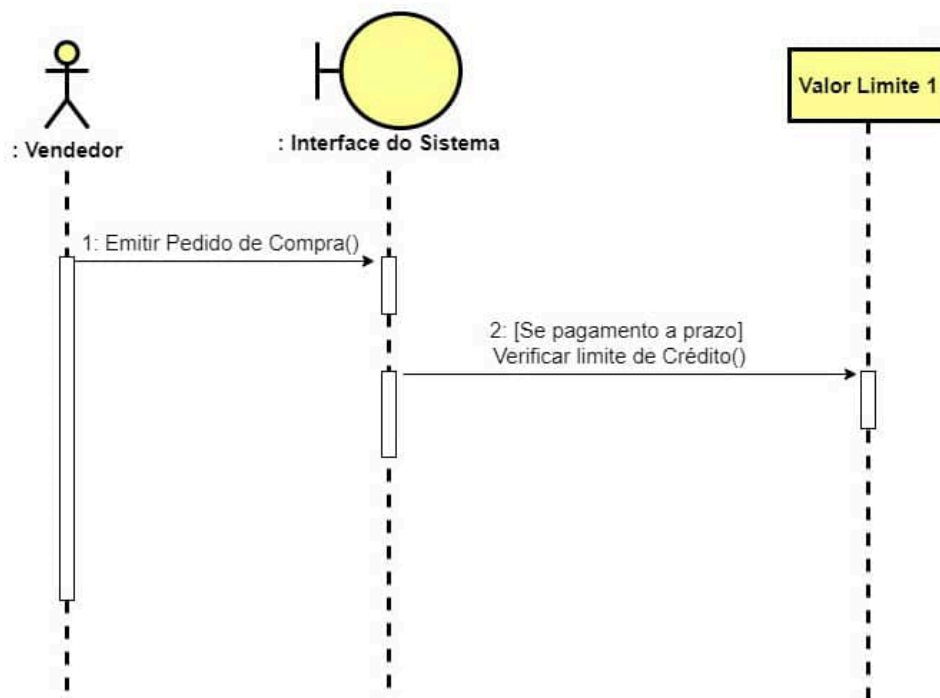 : Vendedor
: Interface do Sistema
Valor Limite 1
1: Emitir Pedido de Compra()
2: [Se pagamento a prazo]
Verificar limite de Crédito()